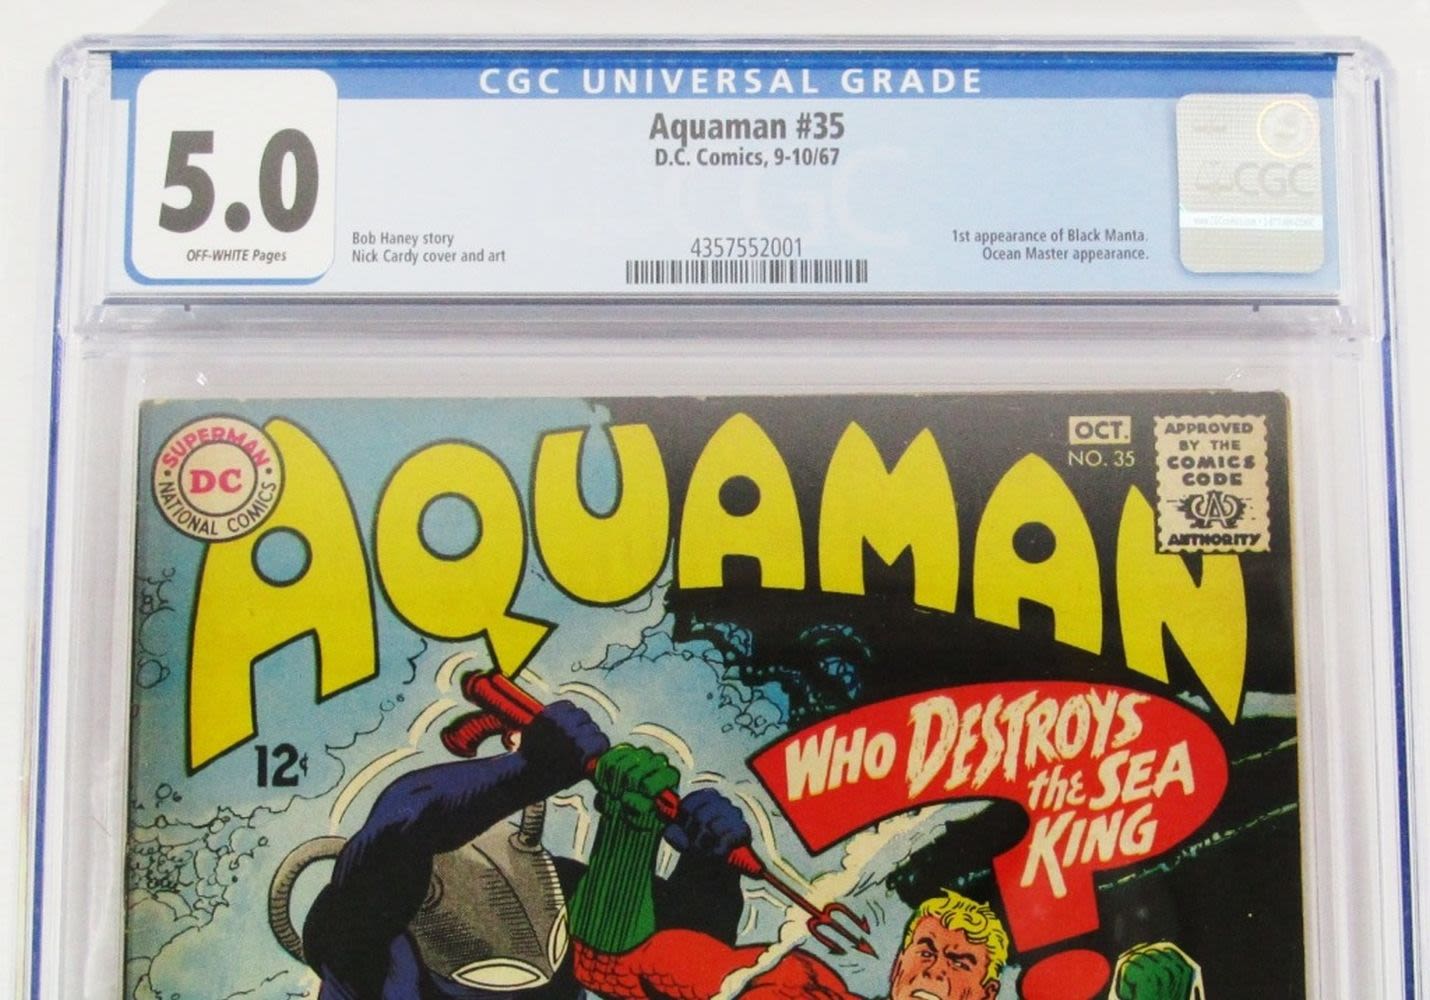 CGC UNIVERSAL GRADE
5.0
OFF-WHITE Pages
Aquaman #35
D.C. Comics, 9-10/67
Bob Haney story
Nick Cardy cover and art
4357552001
1st appearance of Black Manta.
Ocean Master appearance.
CGC
SUPERMAN
DC
NATIONAL COMICS
AQUAMAN
OCT.
NO. 35
APPROVED
BY THE
COMICS
CODE
AUTHORITY
12¢
WHO DESTROYS
the SEA
KING
?